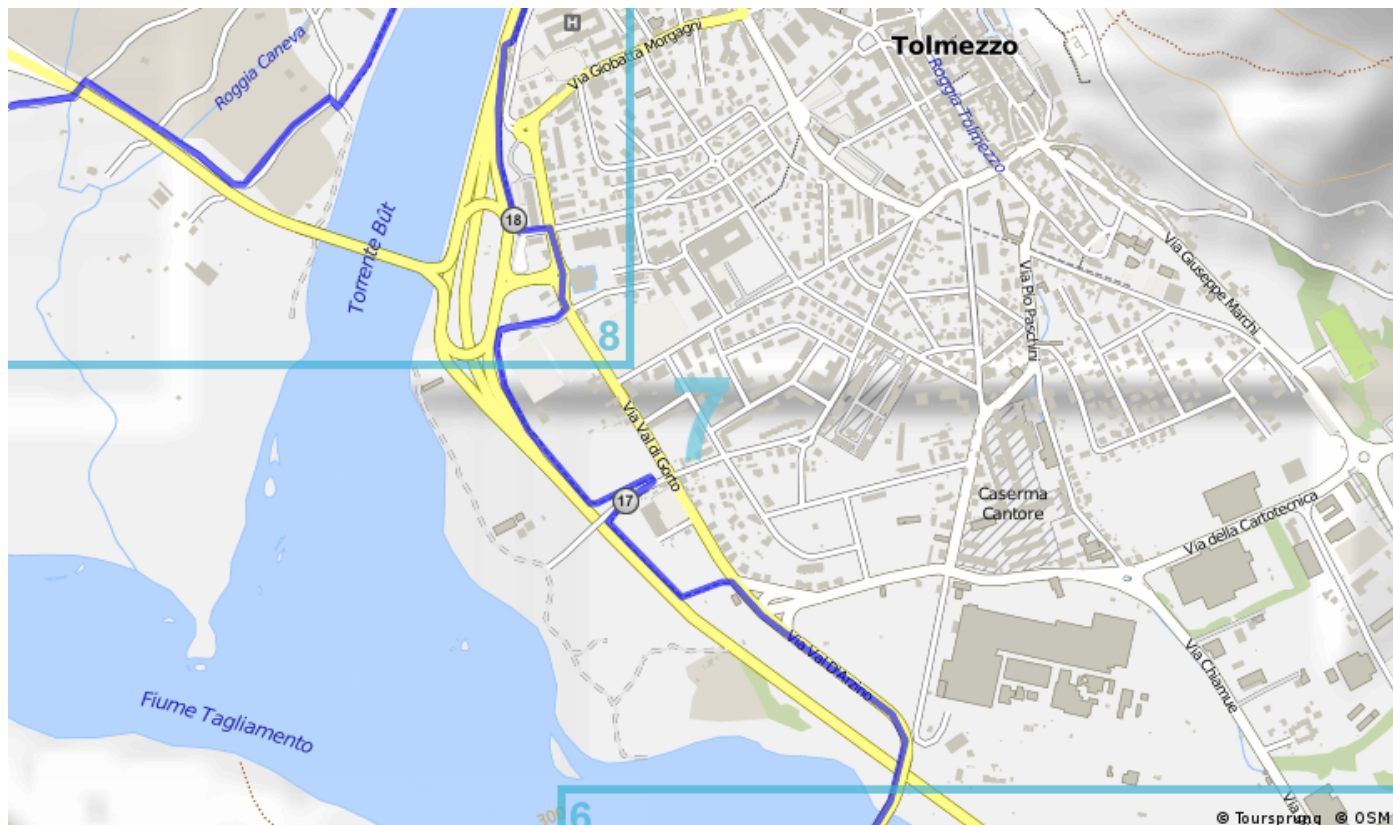 H
Via Giobatta Morgagni
Tolmezzo
Roggia Caneva
Roggia Tolmezzo
18
Torrente Bût
Via Giuseppe Marchi
Via Pio Paschini
8
7
Via Val di Gorto
17
Caserma
Cantore
Via della Cartotecnica
Via Val D'Arzino
Via Chiamue
Fiume Tagliamento
300
6
Via
© Toursprung © OSM